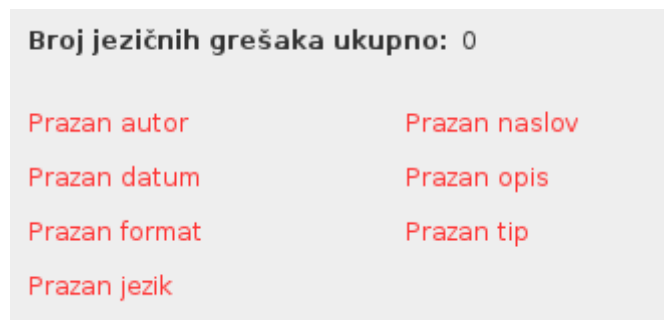 Broj jezičnih grešaka ukupno: 0
Prazan autor
Prazan naslov
Prazan datum
Prazan opis
Prazan format
Prazan tip
Prazan jezik